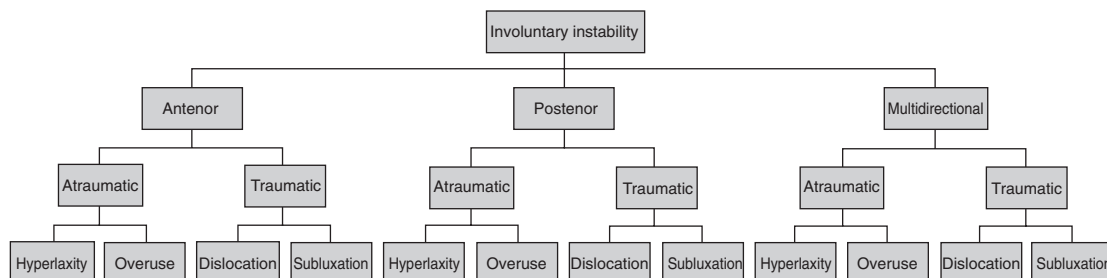 Involuntary instability
Antenor
Postenor
Multidirectional
Atraumatic
Traumatic
Atraumatic
Traumatic
Atraumatic
Traumatic
Hyperlaxity
Overuse
Dislocation
Subluxation
Hyperlaxity
Overuse
Dislocation
Subluxation
Hyperlaxity
Overuse
Dislocation
Subluxation